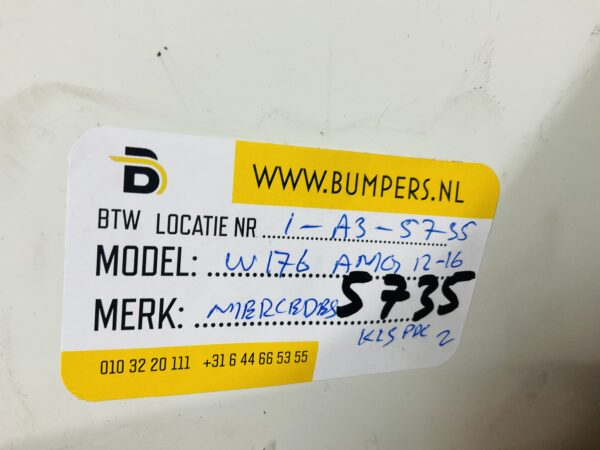 WWW.BUMPERS.NL
BTW LOCATIE NR 1-A3-5735
MODEL: W176 AMG 12-16
MERK: MERCEDES 5735
KLS PDC 2
010 32 20 111 +31 6 44 66 53 55